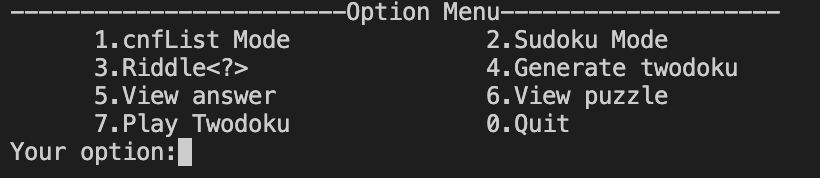 ------------------------Option Menu--------------------
1.cnfList Mode 2.Sudoku Mode
3.Riddle<?> 4.Generate twodoku
5.View answer 6.View puzzle
7.Play Twodoku 0.Quit
Your option: